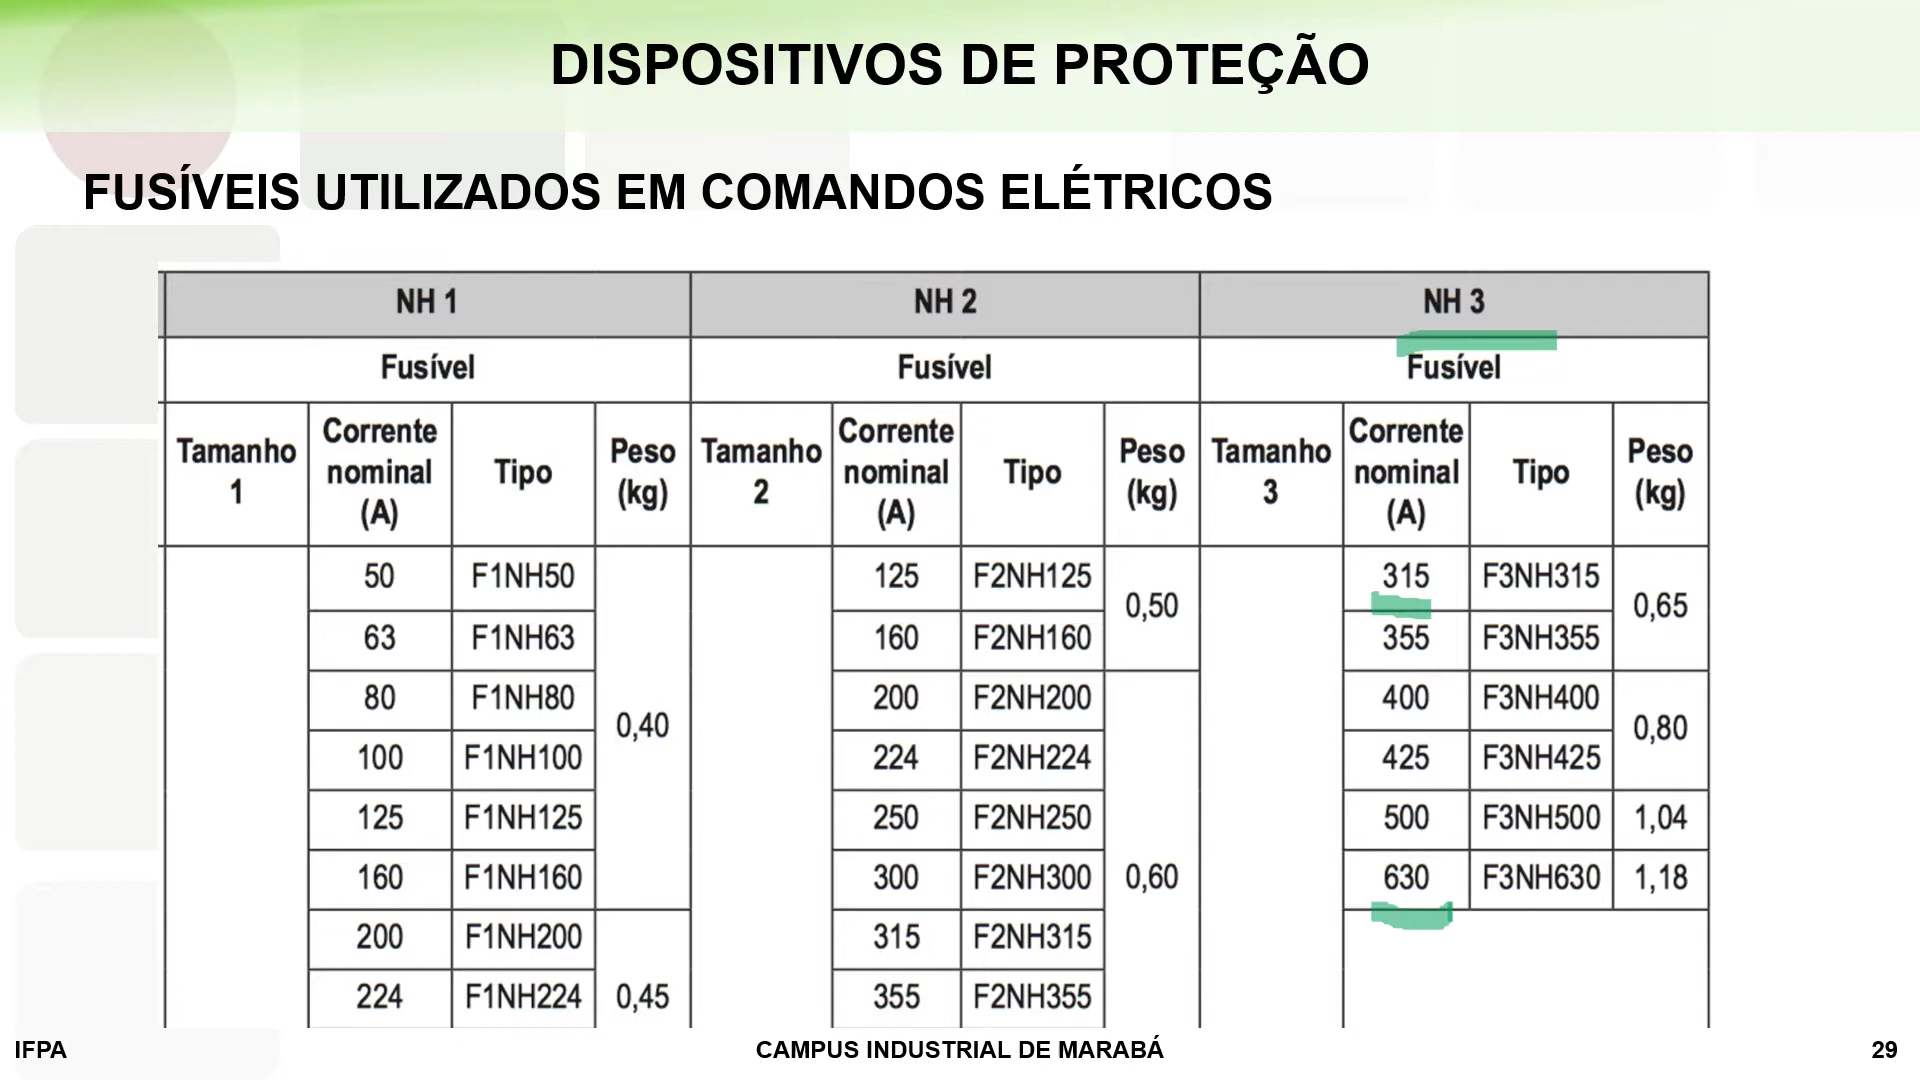 DISPOSITIVOS DE PROTEÇÃO
FUSÍVEIS UTILIZADOS EM COMANDOS ELÉTRICOS
NH 1 NH 2 NH 3
Fusível Fusível Fusível
Tamanho 1 Corrente nominal (A) Tipo Peso (kg) Tamanho 2 Corrente nominal (A) Tipo Peso (kg) Tamanho 3 Corrente nominal (A) Tipo Peso (kg)
50 F1NH50 0,40 125 F2NH125 0,50 315 F3NH315 0,65
63 F1NH63 160 F2NH160 355 F3NH355
80 F1NH80 200 F2NH200 0,60 400 F3NH400 0,80
100 F1NH100 224 F2NH224 425 F3NH425
125 F1NH125 250 F2NH250 500 F3NH500 1,04
160 F1NH160 300 F2NH300 630 F3NH630 1,18
200 F1NH200 0,45 315 F2NH315
224 F1NH224 355 F2NH355
IFPA CAMPUS INDUSTRIAL DE MARABÁ 29